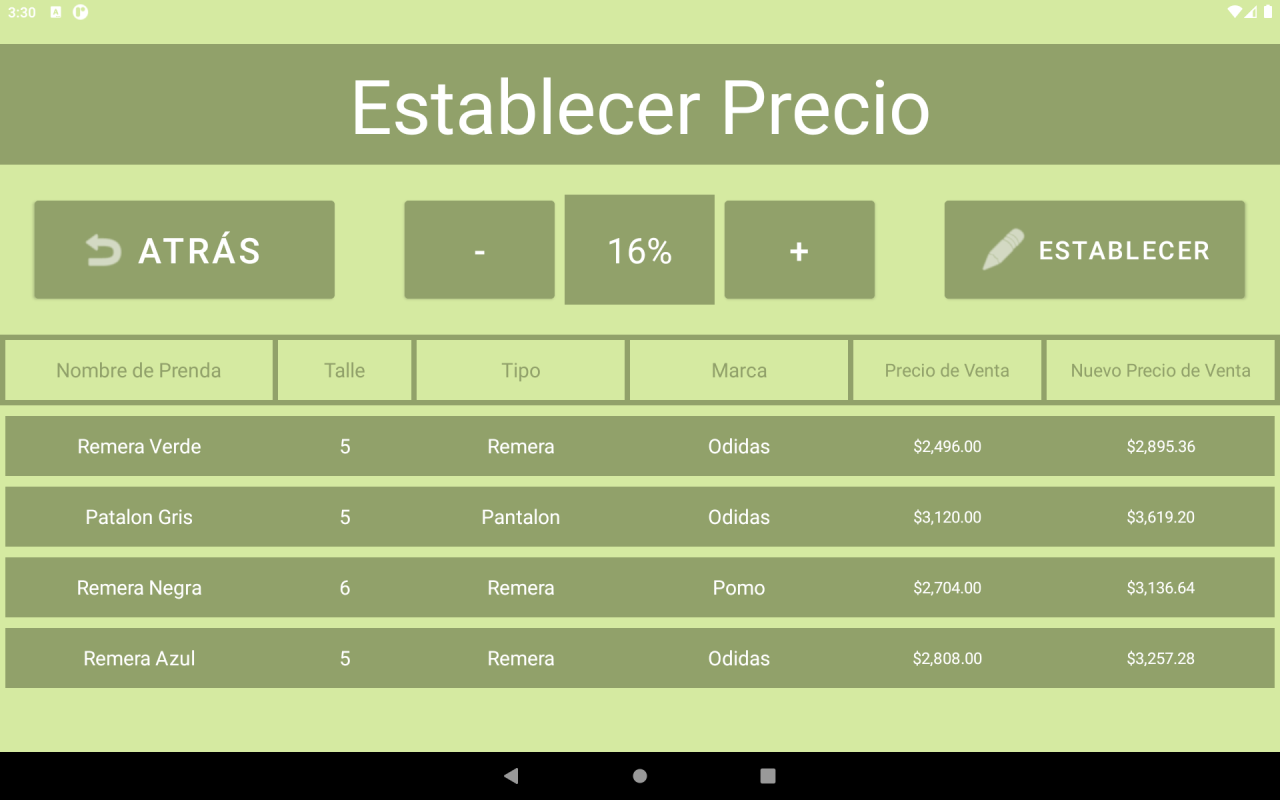 3:30
Establecer Precio
ATRÁS
-
16%
+
ESTABLECER
Nombre de Prenda Talle Tipo Marca Precio de Venta Nuevo Precio de Venta
Remera Verde 5 Remera Odidas $2,496.00 $2,895.36
Patalon Gris 5 Pantalon Odidas $3,120.00 $3,619.20
Remera Negra 6 Remera Pomo $2,704.00 $3,136.64
Remera Azul 5 Remera Odidas $2,808.00 $3,257.28